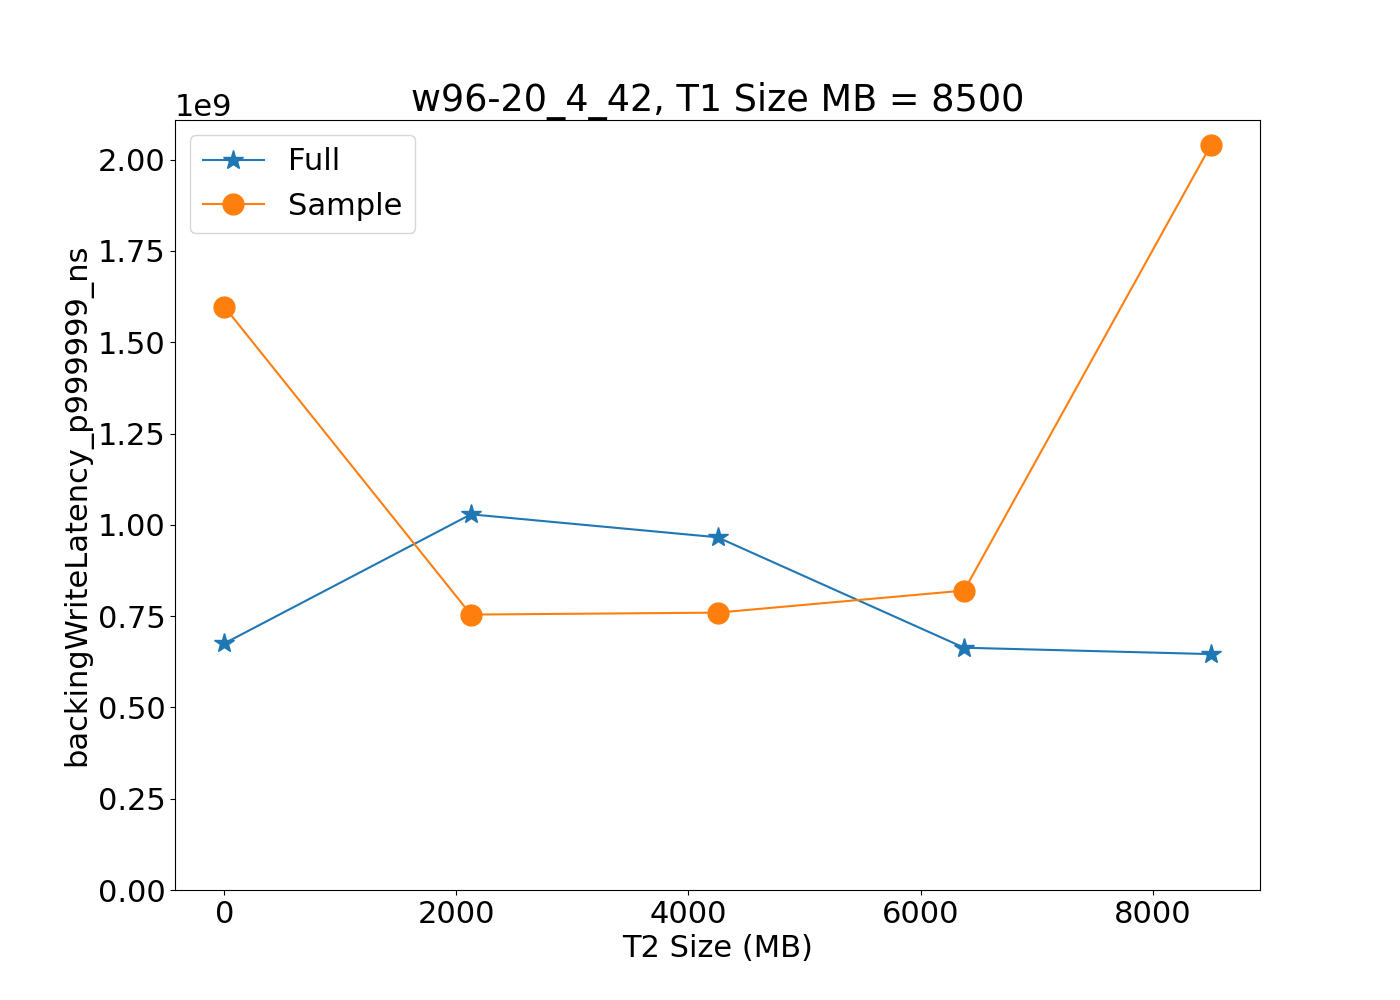 w96-20_4_42, T1 Size MB = 8500
1e9
Full
Sample
backingWriteLatency_p999999_ns
2.00
1.75
1.50
1.25
1.00
0.75
0.50
0.25
0.00
0 2000 4000 6000 8000
T2 Size (MB)